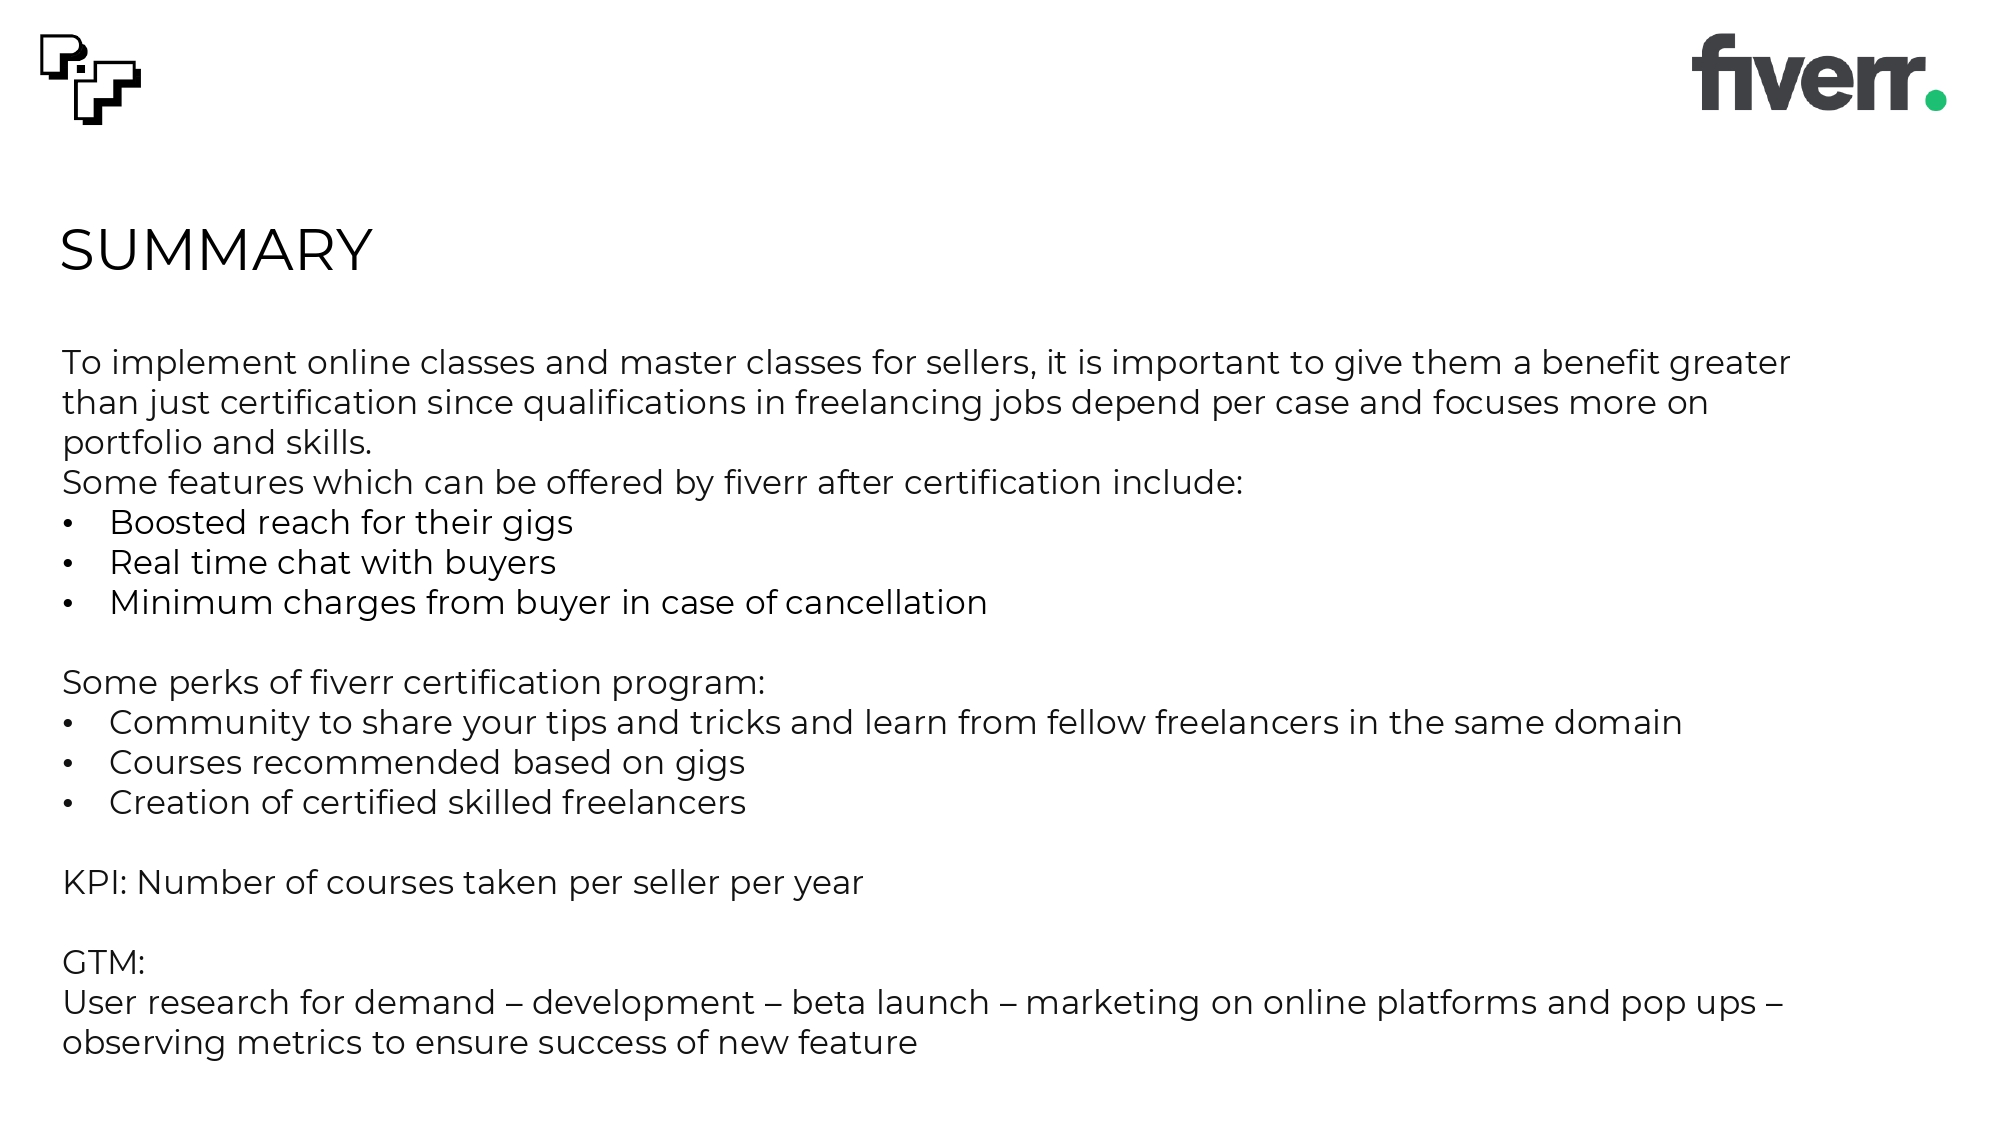 fiverr.
SUMMARY
To implement online classes and master classes for sellers, it is important to give them a benefit greater
than just certification since qualifications in freelancing jobs depend per case and focuses more on
portfolio and skills.
Some features which can be offered by fiverr after certification include:
• Boosted reach for their gigs
• Real time chat with buyers
• Minimum charges from buyer in case of cancellation
Some perks of fiverr certification program:
• Community to share your tips and tricks and learn from fellow freelancers in the same domain
• Courses recommended based on gigs
• Creation of certified skilled freelancers
KPI: Number of courses taken per seller per year
GTM:
User research for demand – development – beta launch – marketing on online platforms and pop ups –
observing metrics to ensure success of new feature